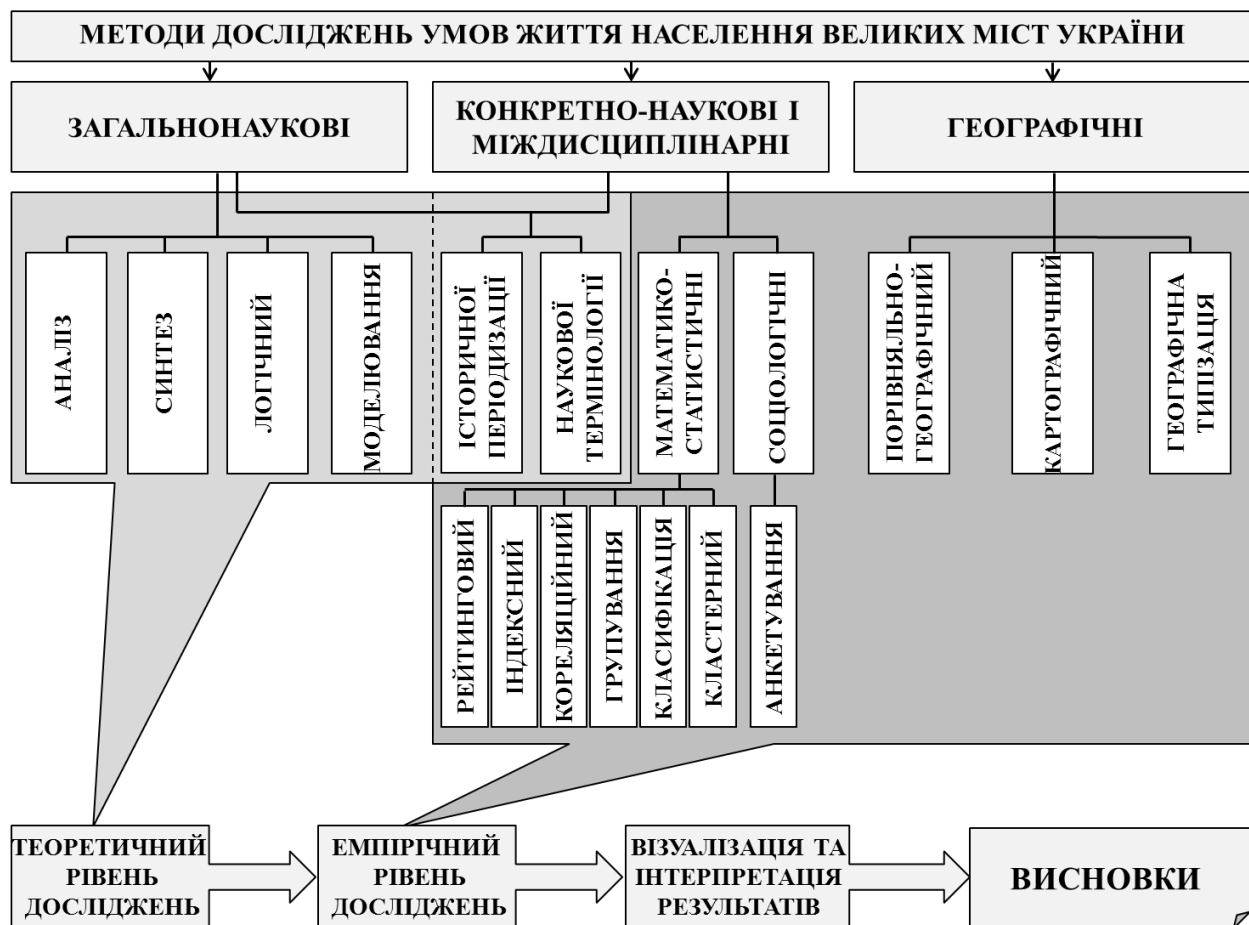 МЕТОДИ ДОСЛІДЖЕНЬ УМОВ ЖИТТЯ НАСЕЛЕННЯ ВЕЛИКИХ МІСТ УКРАЇНИ
ЗАГАЛЬНОНАУКОВІ
КОНКРЕТНО-НАУКОВІ І
МІЖДИСЦИПЛІНАРНІ
ГЕОГРАФІЧНІ
АНАЛІЗ
СИНТЕЗ
ЛОГІЧНИЙ
МОДЕЛЮВАННЯ
ІСТОРИЧНОЇ
ПЕРІОДИЗАЦІЇ
НАУКОВОЇ
ТЕРМІНОЛОГІЇ
МАТЕМАТИКО-
СТАТИСТИЧНІ
СОЦІОЛОГІЧНІ
ПОРІВНЯЛЬНО-
ГЕОГРАФІЧНИЙ
КАРТОГРАФІЧНИЙ
ГЕОГРАФІЧНА
ТИПІЗАЦІЯ
РЕЙТИНГОВИЙ
ІНДЕКСНИЙ
КОРЕЛЯЦІЙНИЙ
ГРУПУВАННЯ
КЛАСИФІКАЦІЯ
КЛАСТЕРНИЙ
АНКЕТУВАННЯ
ТЕОРЕТИЧНИЙ
РІВЕНЬ
ДОСЛІДЖЕНЬ
ЕМПІРІЧНИЙ
РІВЕНЬ
ДОСЛІДЖЕНЬ
ВІЗУАЛІЗАЦІЯ ТА
ІНТЕРПРЕТАЦІЯ
РЕЗУЛЬТАТІВ
ВИСНОВКИ